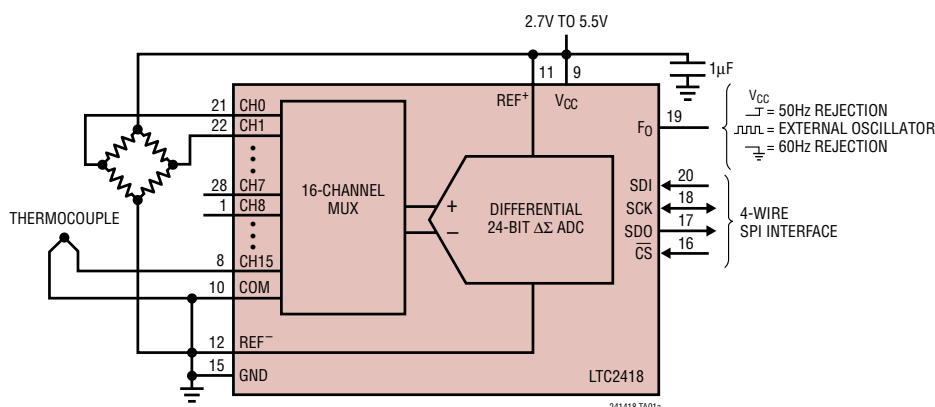 2.7V TO 5.5V
1µF
11
9
REF+
VCC
21
CH0
22
CH1
28
CH7
1
CH8
8
CH15
10
COM
12
REF−
15
GND
THERMOCOUPLE
16-CHANNEL
MUX
+
−
DIFFERENTIAL
24-BIT ΔΣ ADC
FO
19
SDI
20
SCK
18
SDO
17
CS
16
VCC
= 50Hz REJECTION
= EXTERNAL OSCILLATOR
= 60Hz REJECTION
4-WIRE
SPI INTERFACE
LTC2418
241418 TA01a